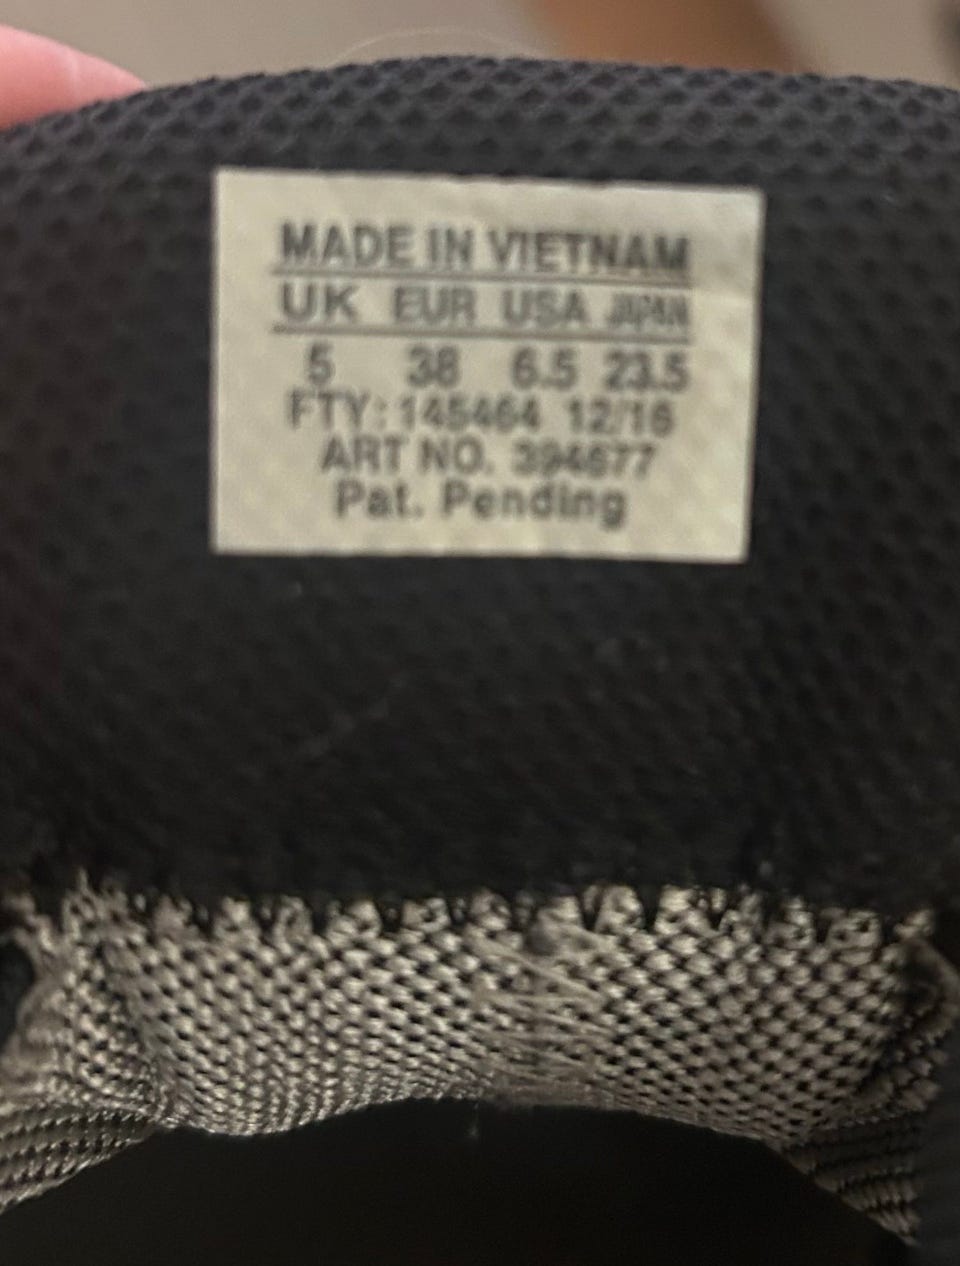 MADE IN VIETNAM
UK EUR USA JAPAN
5 38 6.5 23.5
FTY: 145464 12/16
ART NO. 394677
Pat. Pending